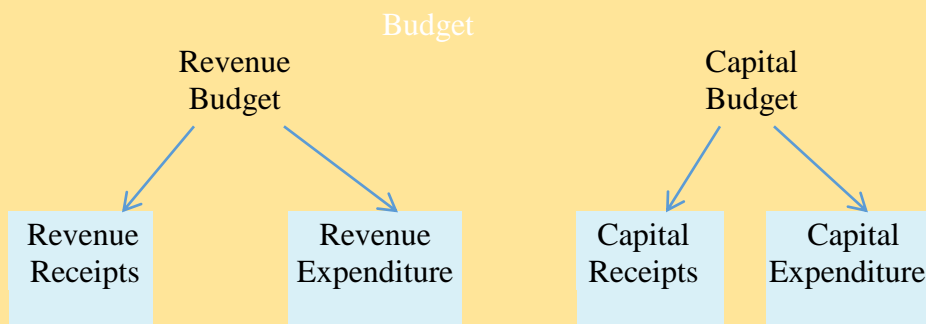 Budget
Revenue
Budget
Capital
Budget
Revenue
Receipts
Revenue
Expenditure
Capital
Receipts
Capital
Expenditure